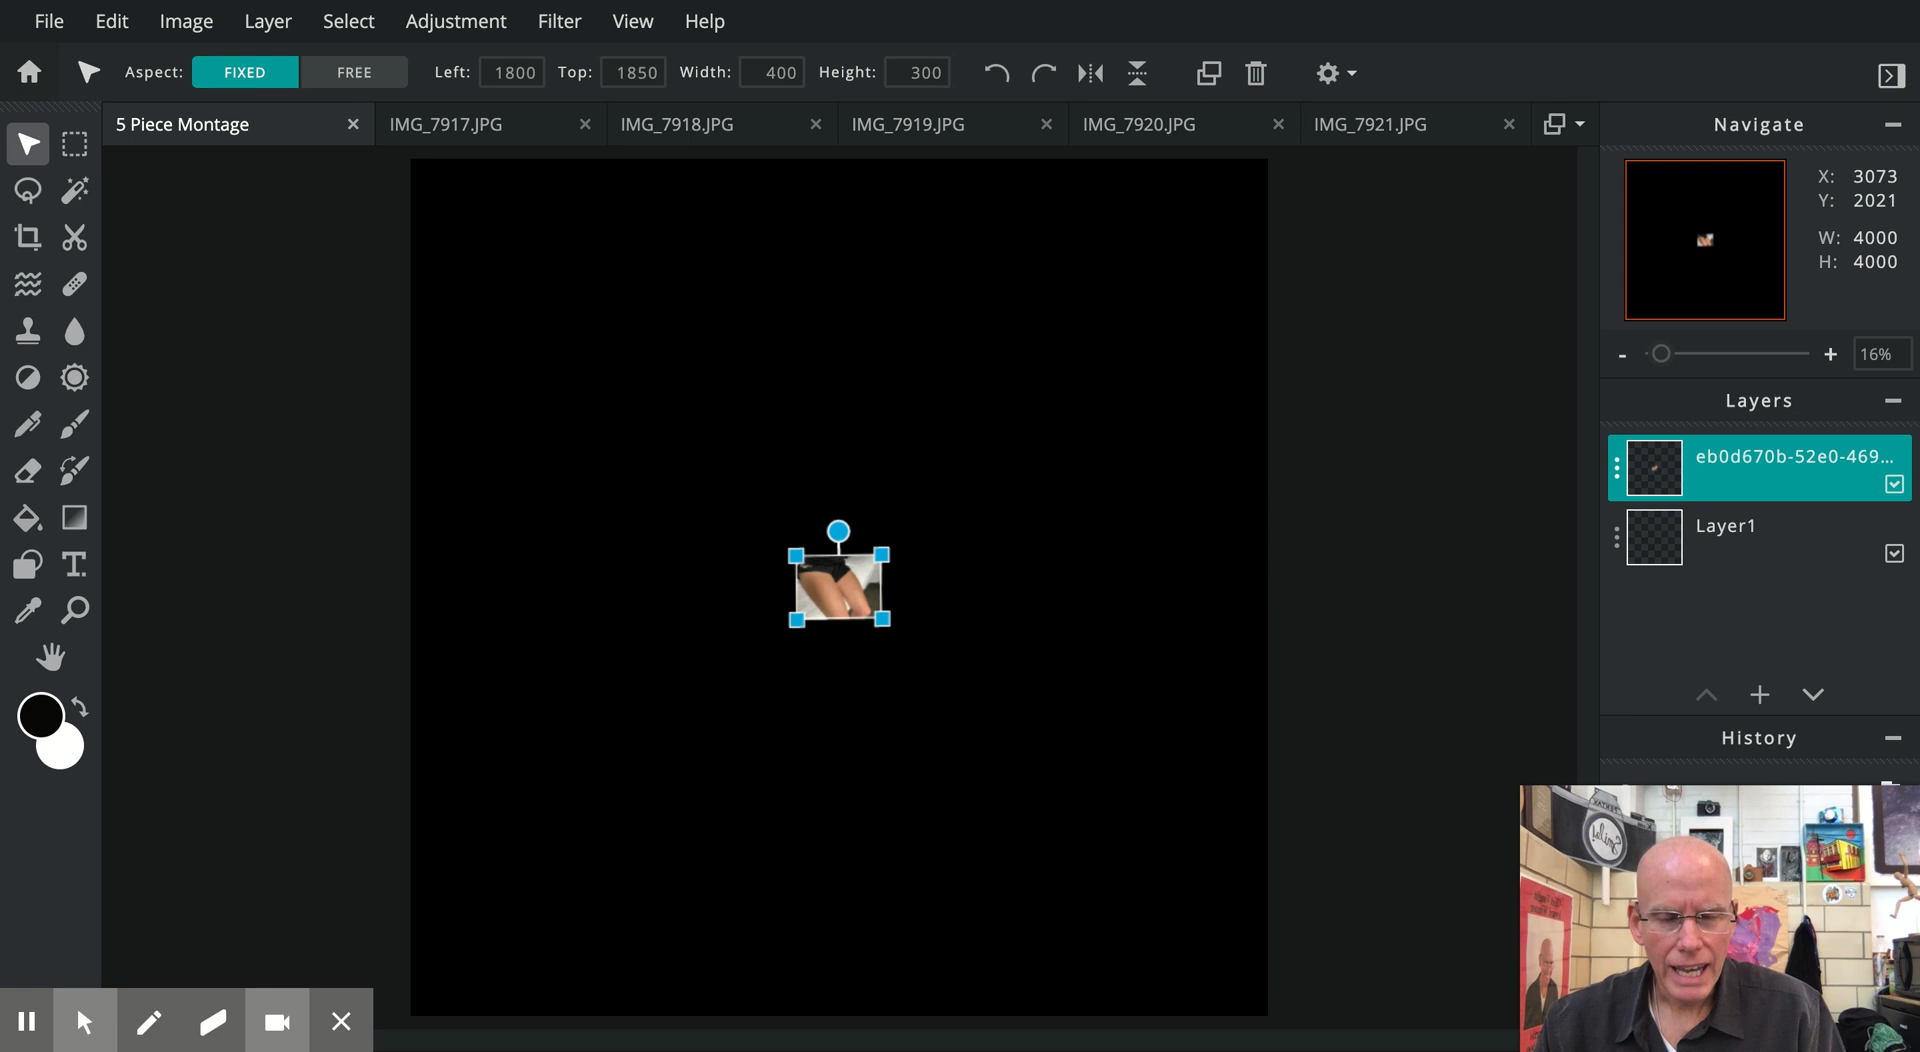 File Edit Image Layer Select Adjustment Filter View Help
Aspect: FIXED FREE Left: 1800 Top: 1850 Width: 400 Height: 300
5 Piece Montage IMG_7917.JPG IMG_7918.JPG IMG_7919.JPG IMG_7920.JPG IMG_7921.JPG
Navigate
X: 3073
Y: 2021
W: 4000
H: 4000
- + 16%
Layers
eb0d670b-52e0-469...
Layer1
History
Smile!